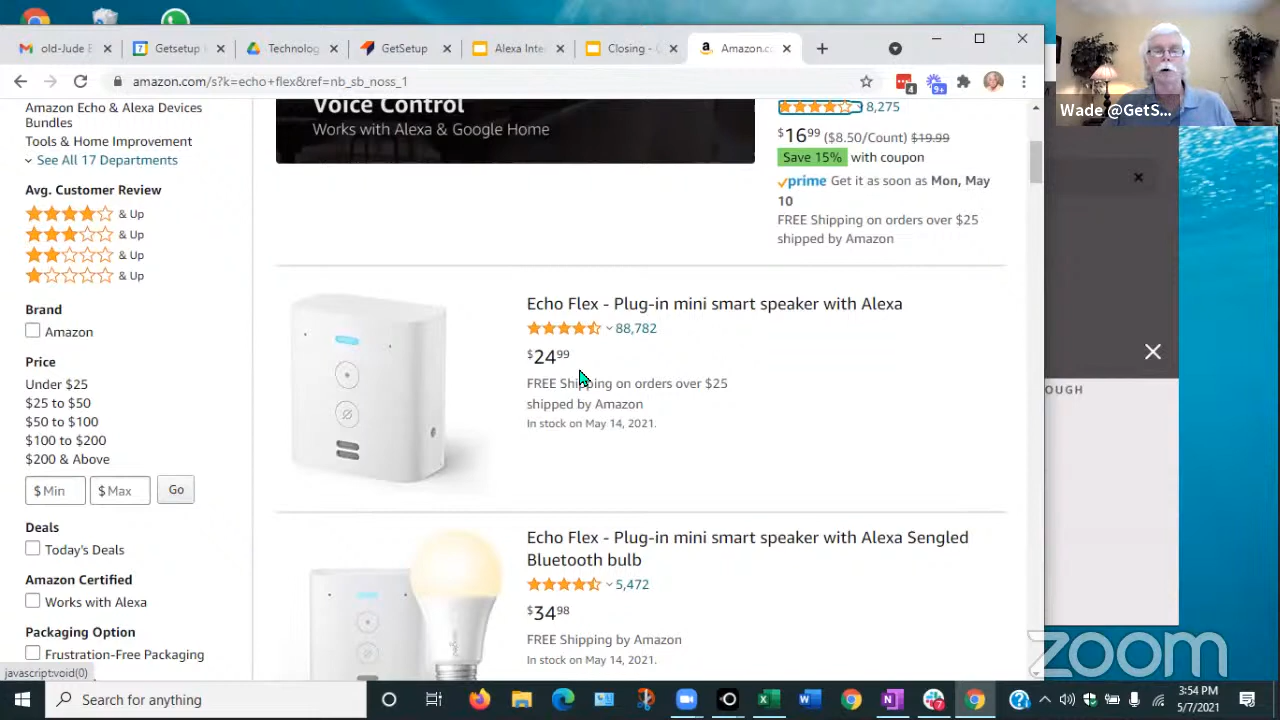 old-Jude E
Getsetup
Technolog
GetSetup
Alexa Inte
Closing - 
Amazon.c
amazon.com/s?k=echo+flex&ref=nb_sb_noss_1
4
9+
Wade @GetS...
Amazon Echo & Alexa Devices
Bundles
Tools & Home Improvement
See All 17 Departments
Avg. Customer Review
& Up
& Up
& Up
& Up
Brand
Amazon
Price
Under $25
$25 to $50
$50 to $100
$100 to $200
$200 & Above
$ Min $ Max Go
Deals
Today's Deals
Amazon Certified
Works with Alexa
Packaging Option
Frustration-Free Packaging
javascript:void(0)
Voice Control
Works with Alexa & Google Home
8,275
$16 99 ($8.50/Count) $19.99
Save 15% with coupon
prime Get it as soon as Mon, May
10
FREE Shipping on orders over $25
shipped by Amazon
Echo Flex - Plug-in mini smart speaker with Alexa
88,782
$24 99
FREE Shipping on orders over $25
shipped by Amazon
In stock on May 14, 2021.
Echo Flex - Plug-in mini smart speaker with Alexa Sengled
Bluetooth bulb
5,472
$34 98
FREE Shipping by Amazon
In stock on May 14, 2021.
OUGH
zoom
Search for anything
3:54 PM
5/7/2021